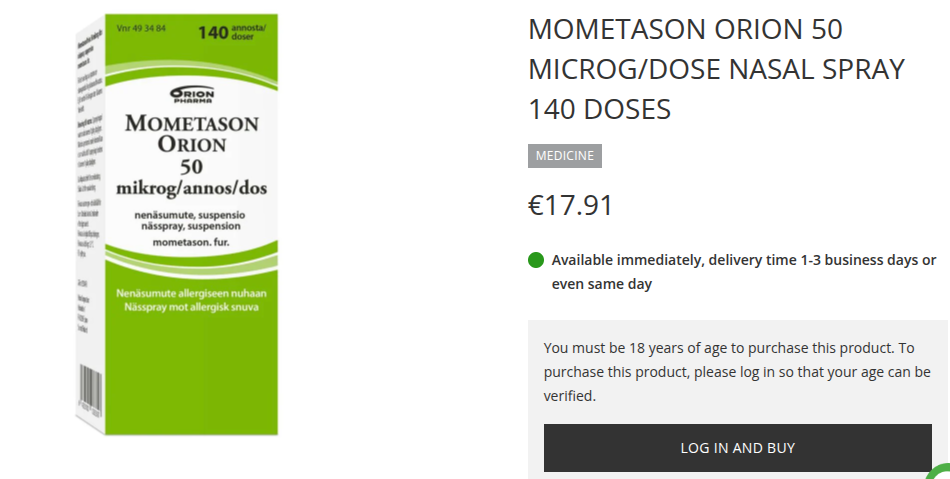 Vnr 49 34 84
140 annosta/
doser
ORION
PHARMA
MOMETASON
ORION
50
mikrog/annos/dos
nenäsumute, suspensio
nässpray, suspension
mometason. fur.
Nenäsumute allergiseen nuhaan
Nässpray mot allergisk snuva
MOMETASON ORION 50
MICROG/DOSE NASAL SPRAY
140 DOSES
MEDICINE
€17.91
Available immediately, delivery time 1-3 business days or
even same day
You must be 18 years of age to purchase this product. To
purchase this product, please log in so that your age can be
verified.
LOG IN AND BUY